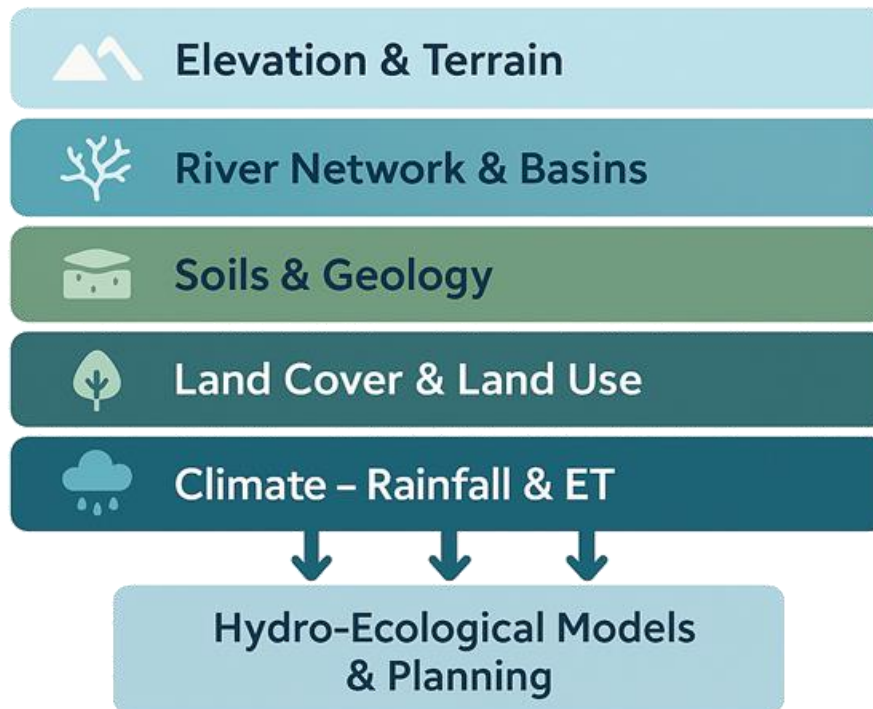 Elevation & Terrain
River Network & Basins
Soils & Geology
Land Cover & Land Use
Climate – Rainfall & ET
Hydro-Ecological Models
& Planning